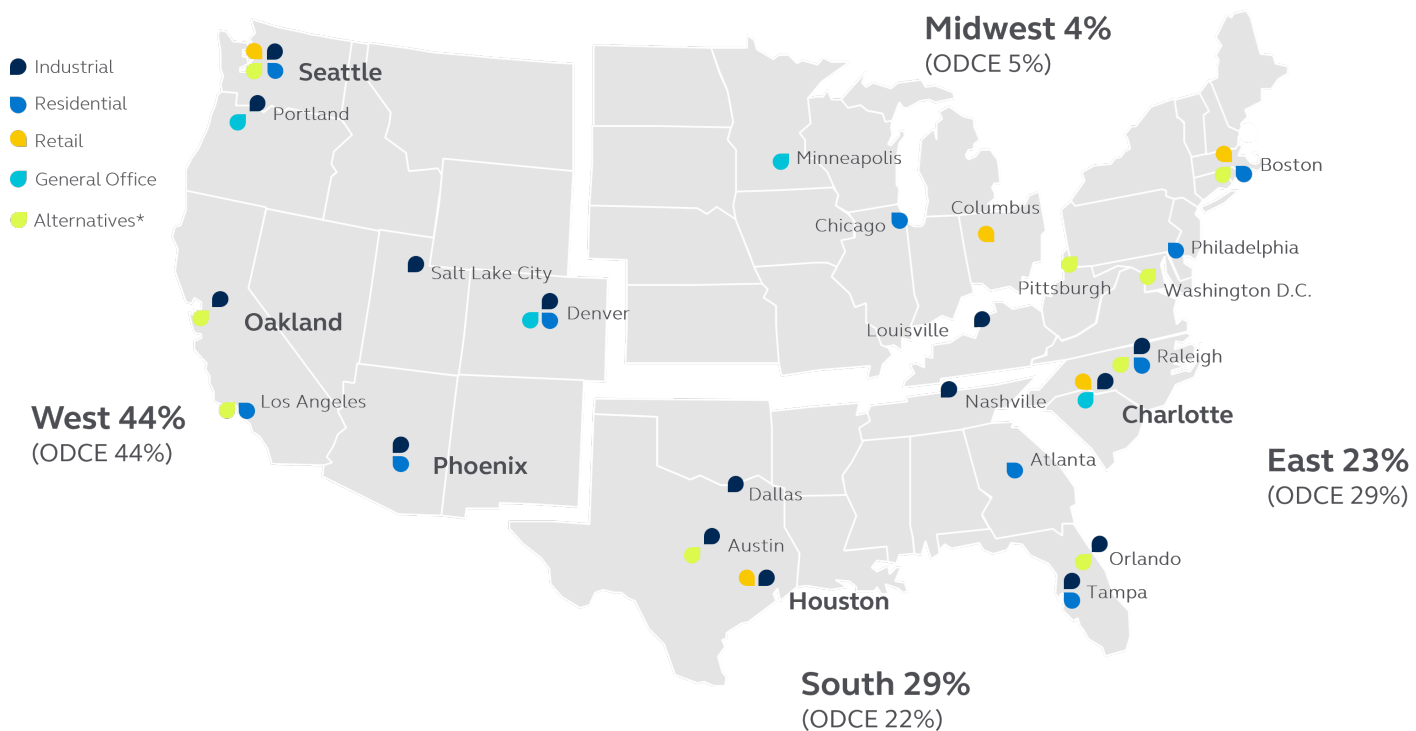 Industrial
Residential
Retail
General Office
Alternatives*
Midwest 4%
(ODCE 5%)
Seattle
Portland
Minneapolis
Boston
Chicago
Columbus
Philadelphia
Salt Lake City
Pittsburgh
Washington D.C.
Oakland
Denver
Louisville
Raleigh
Los Angeles
Nashville
Charlotte
West 44%
(ODCE 44%)
Phoenix
Atlanta
East 23%
(ODCE 29%)
Dallas
Austin
Orlando
Houston
Tampa
South 29%
(ODCE 22%)